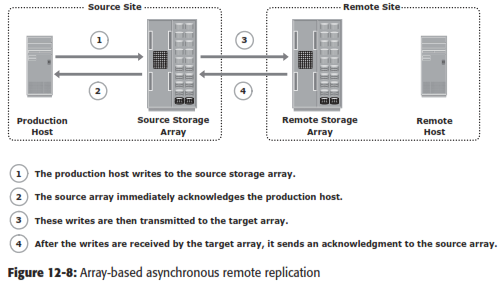 Source Site
Remote Site
1
3
2
4
Production
Host
Source Storage
Array
Remote Storage
Array
Remote
Host
1 The production host writes to the source storage array.
2 The source array immediately acknowledges the production host.
3 These writes are then transmitted to the target array.
4 After the writes are received by the target array, it sends an acknowledgment to the source array.
Figure 12-8: Array-based asynchronous remote replication